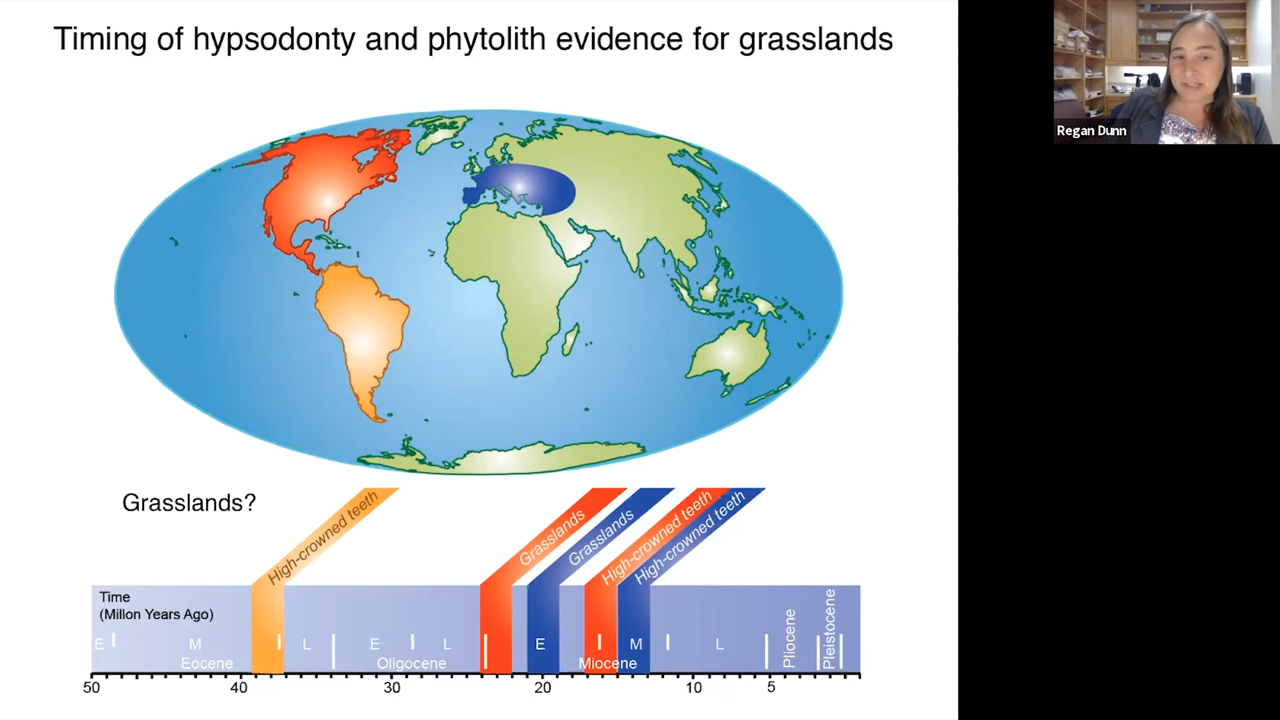 Timing of hypsodonty and phytolith evidence for grasslands
Regan Dunn
Grasslands?
High-crowned teeth
Grasslands
Grasslands
High-crowned teeth
High-crowned teeth
Time
(Millon Years Ago)
E
M
L
E
L
E
M
L
Eocene
Oligocene
Miocene
Pliocene
Pleistocene
50
40
30
20
10
5